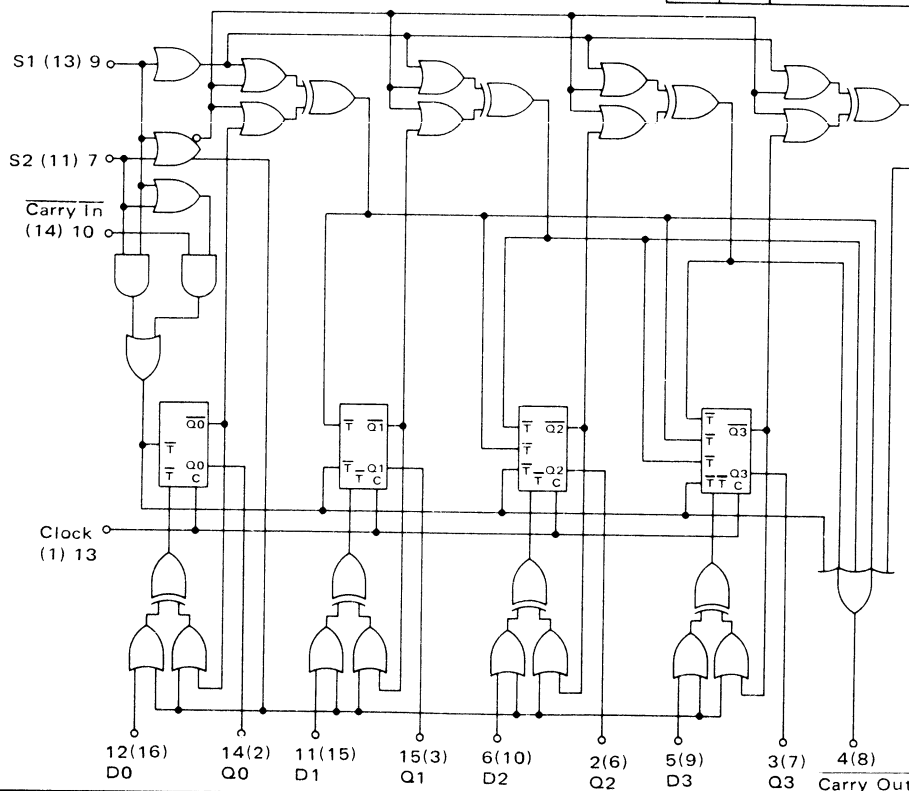 S1 (13) 9
S2 (11) 7
Carry In
(14) 10
T Q0
T Q0
C
T Q1
T Q1
T C
T Q2
T
T Q2
T C
T Q3
T
T Q3
T T C
Clock
(1) 13
12(16) 14(2) 11(15) 15(3) 6(10) 2(6) 5(9) 3(7) 4(8)
D0 Q0 D1 Q1 D2 Q2 D3 Q3 Carry Out